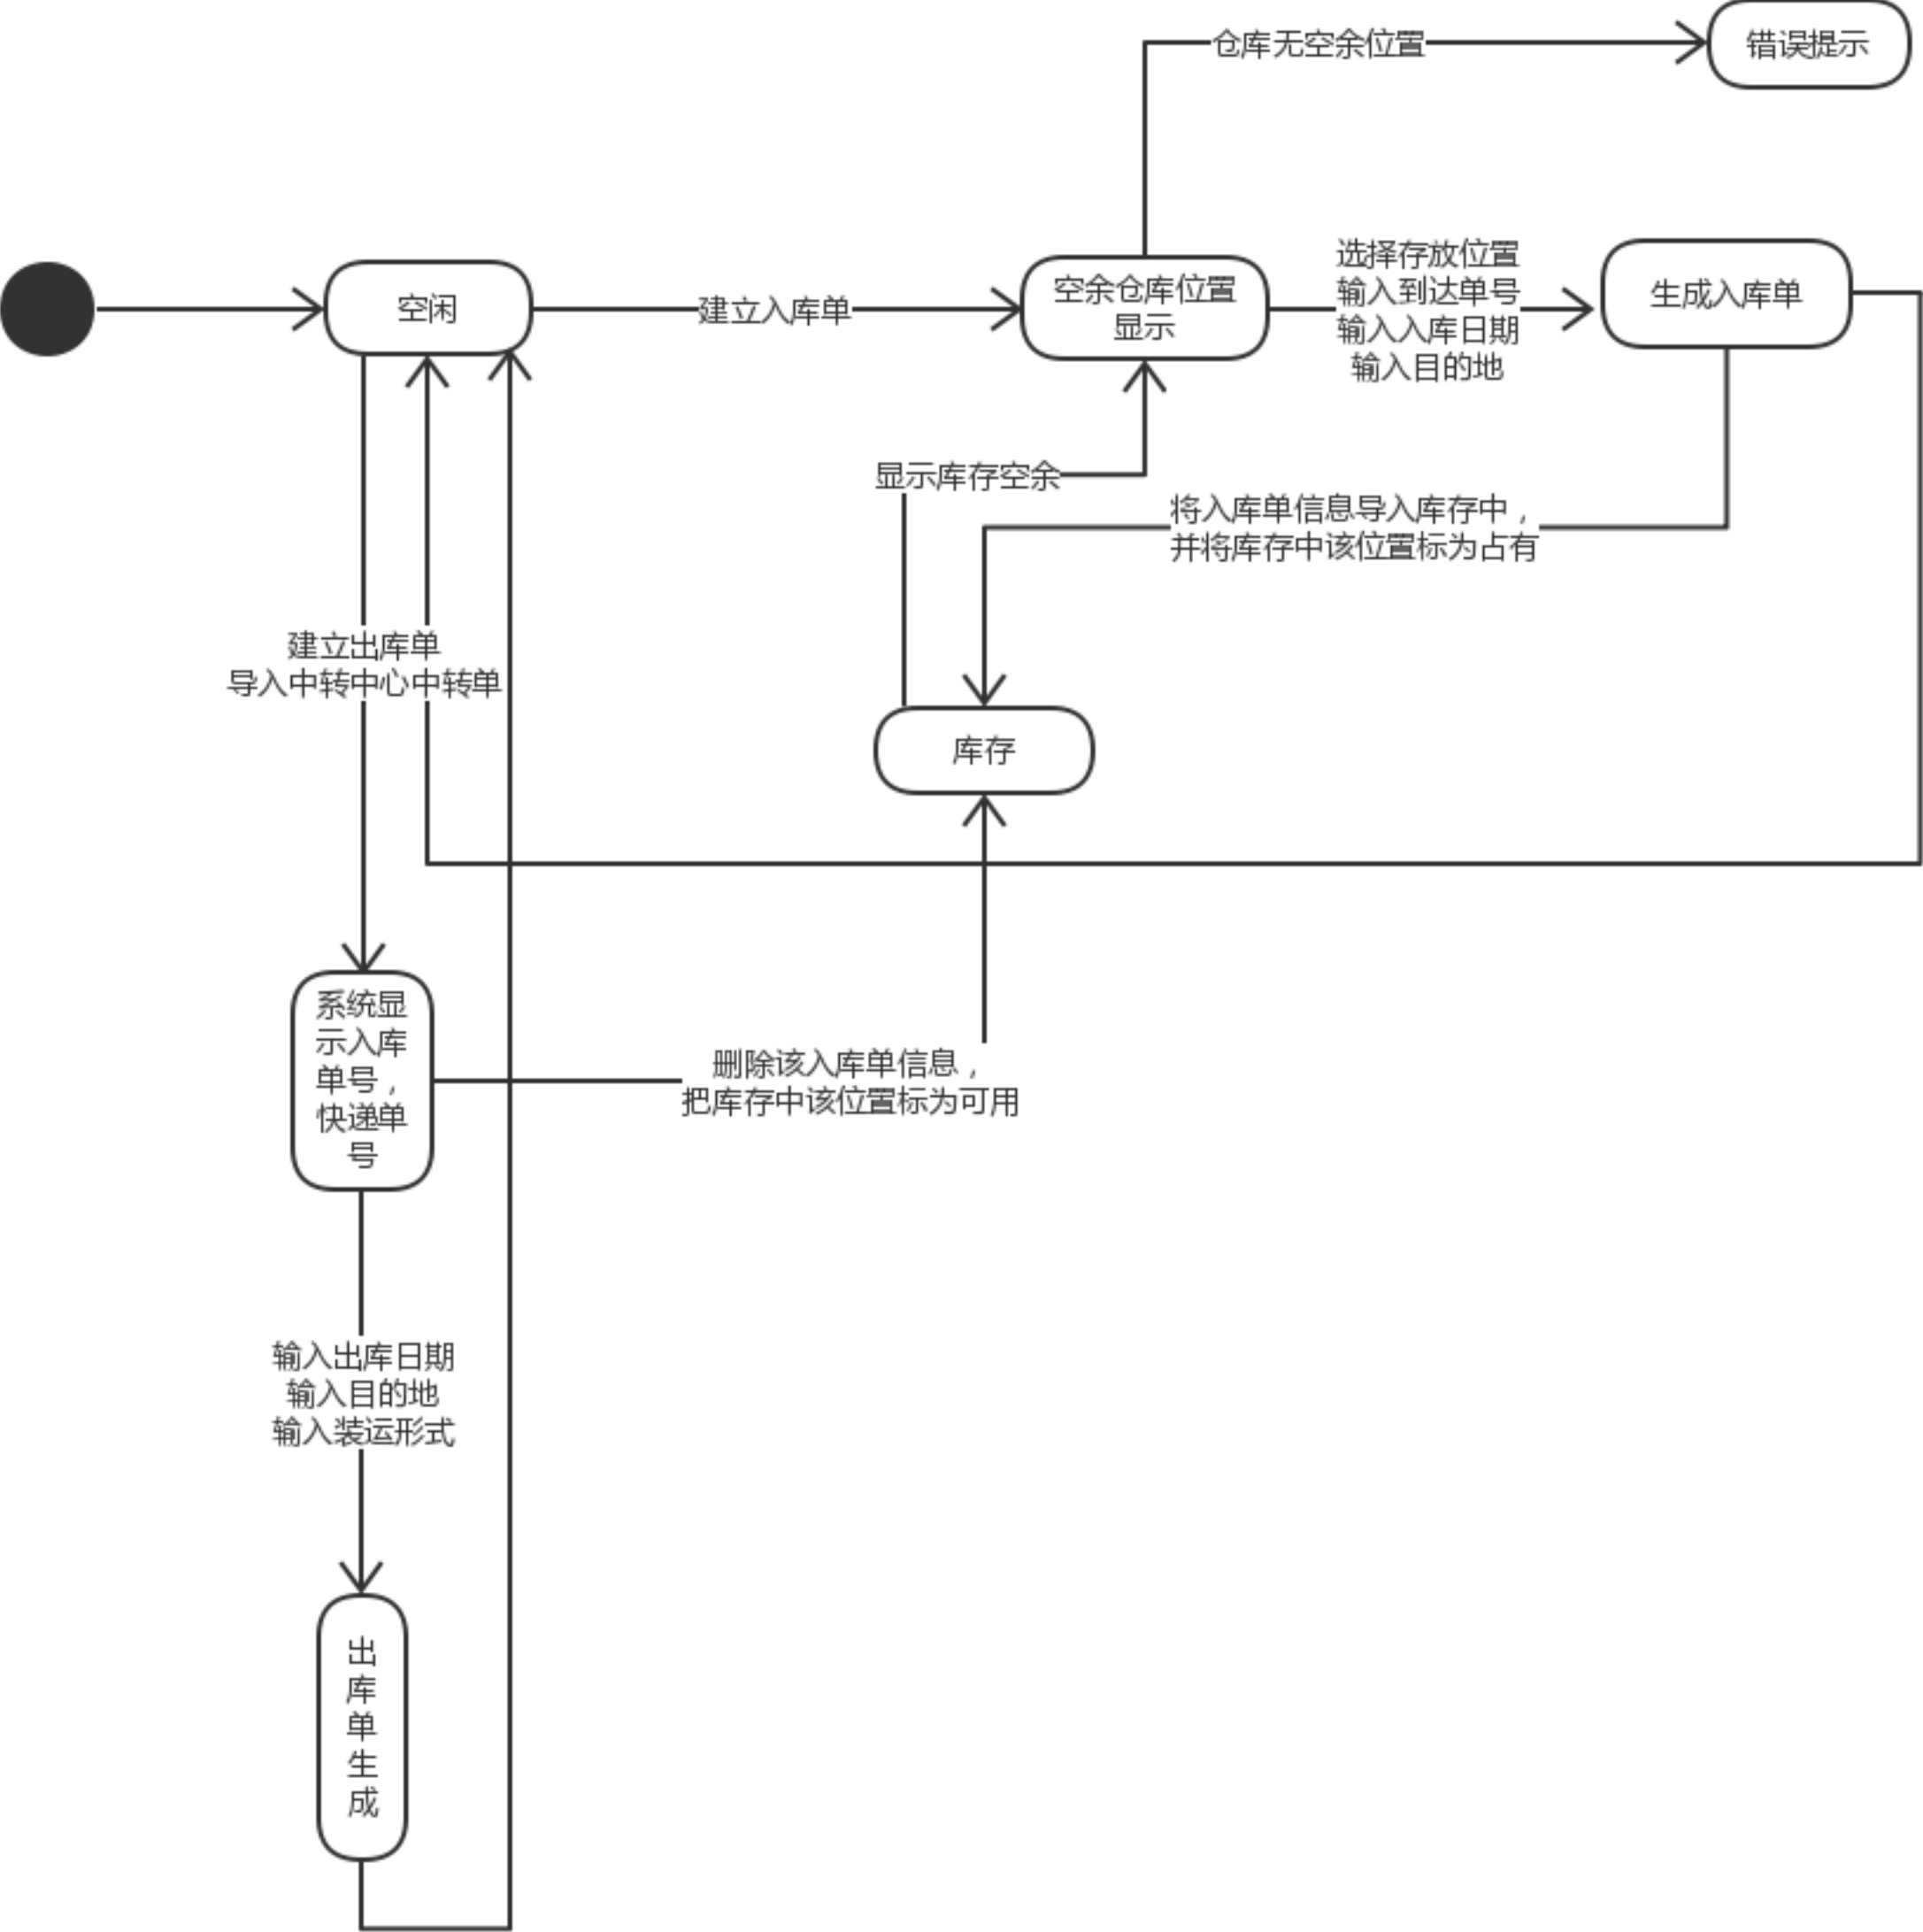 仓库无空余位置
错误提示
空闲
建立入库单
空余仓库位置
显示
选择存放位置
输入到达单号
输入入库日期
输入目的地
生成入库单
显示库存空余
将入库单信息导入库存中，
并将库存中该位置标为占有
建立出库单
导入中转中心中转单
库存
系统显
示入库
单号，
快递单
号
删除该入库单信息，
把库存中该位置标为可用
输入出库日期
输入目的地
输入装运形式
出
库
单
生
成